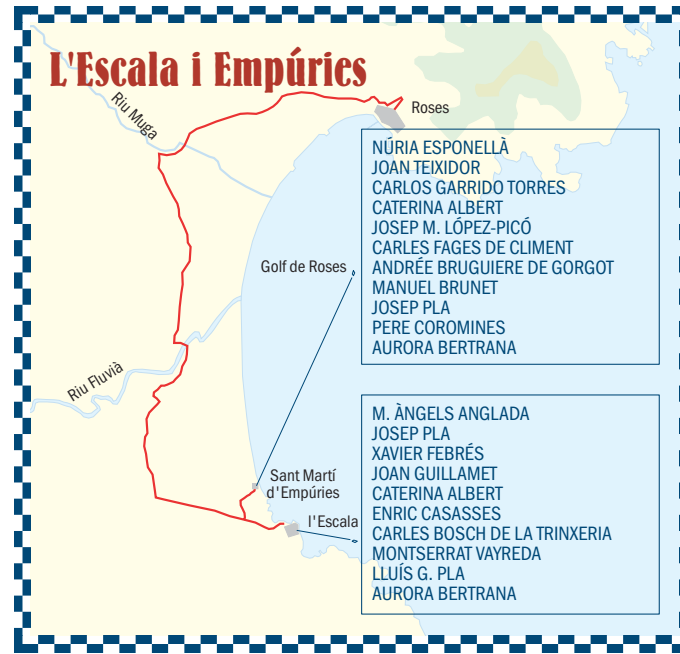 L'Escala i Empúries
Riu Muga
Roses
NÚRIA ESPONELLÀ
JOAN TEIXIDOR
CARLOS GARRIDO TORRES
CATERINA ALBERT
JOSEP M. LÓPEZ-PICÓ
CARLES FAGES DE CLIMENT
ANDRÉE BRUGUIERE DE GORGOT
MANUEL BRUNET
JOSEP PLA
PERE COROMINES
AURORA BERTRANA
Golf de Roses
Riu Fluvià
M. ÀNGELS ANGLADA
JOSEP PLA
XAVIER FEBRÉS
JOAN GUILLAMET
CATERINA ALBERT
ENRIC CASASSES
CARLES BOSCH DE LA TRINXERIA
MONTSERRAT VAYREDA
LLUÍS G. PLA
AURORA BERTRANA
Sant Martí
d'Empúries
l'Escala